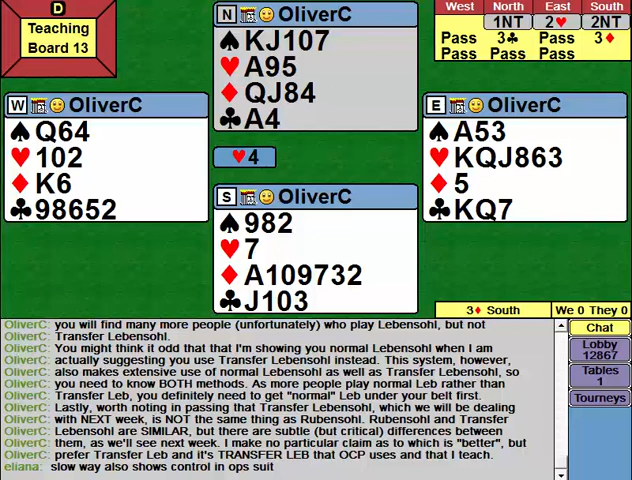 D
Teaching
Board 13
N OliverC
♠ KJ107
♥ A95
♦ QJ84
♣ A4
West North East South
1NT 2♥ 2NT
Pass 3♣ Pass 3♦
Pass Pass Pass
W OliverC
♠ Q64
♥ 102
♦ K6
♣ 98652
♥4
E OliverC
♠ A53
♥ KQJ863
♦ 5
♣ KQ7
S OliverC
♠ 982
♥ 7
♦ A109732
♣ J103
3♦ South We 0 They 0
OliverC: you will find many more people (unfortunately) who play Lebensohl, but not
OliverC: Transfer Lebensohl.
OliverC: You might think it odd that that I'm showing you normal Lebensohl when I am
OliverC: actually suggesting you use Transfer Lebensohl instead. This system, however,
OliverC: also makes extensive use of normal Lebensohl as well as Transfer Lebensohl, so
OliverC: you need to know BOTH methods. As more people play normal Leb rather than
OliverC: Transfer Leb, you definitely need to get "normal" Leb under your belt first.
OliverC: Lastly, worth noting in passing that Transfer Lebensohl, which we will be dealing
OliverC: with NEXT week, is NOT the same thing as Rubensohl. Rubensohl and Transfer
OliverC: Lebensohl are SIMILAR, but there are subtle (but critical) differences between
OliverC: them, as we'll see next week. I make no particular claim as to which is "better", but
OliverC: prefer Transfer Leb and it's TRANSFER LEB that OCP uses and that I teach.
eliana: slow way also shows control in ops suit
Chat
Lobby
12867
Tables
1
Tourneys